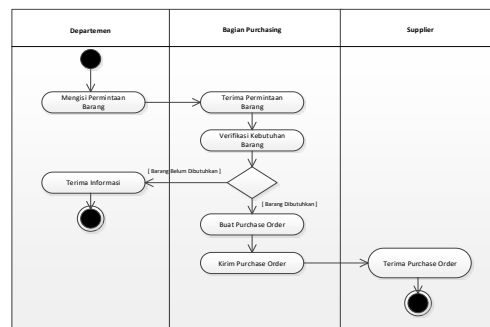 Departemen
Bagian Purchasing
Supplier
Mengisi Permintaan
Barang
Terima Permintaan
Barang
Verifikasi Kebutuhan
Barang
[ Barang Belum Dibutuhkan ]
Terima Informasi
[ Barang Dibutuhkan ]
Buat Purchase Order
Kirim Purchase Order
Terima Purchase Order